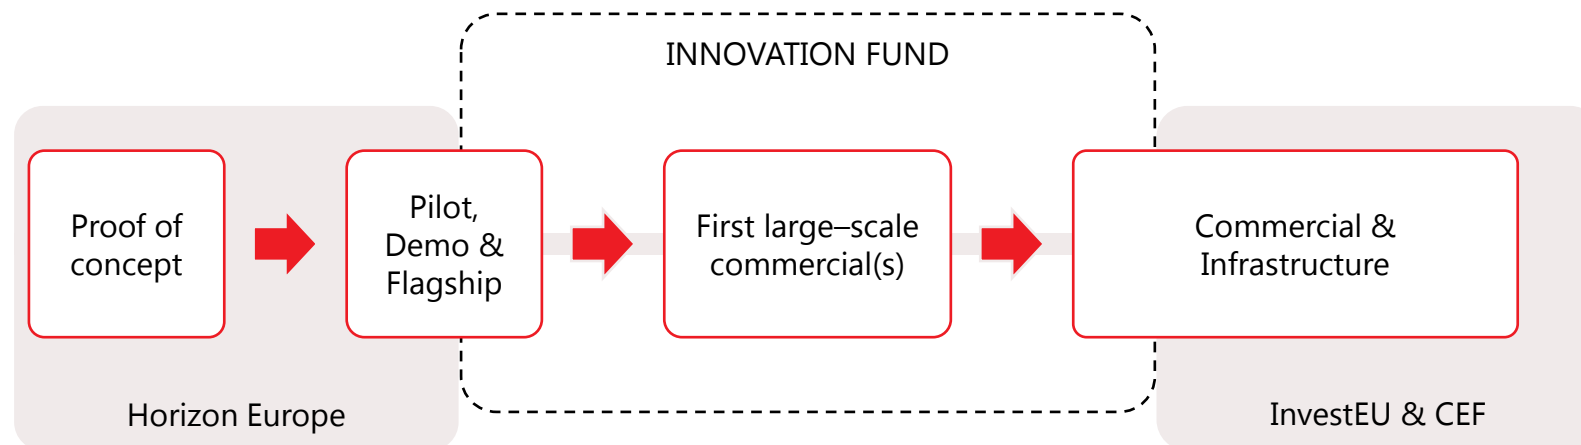 INNOVATION FUND
Proof of
concept
Pilot,
Demo &
Flagship
First large–scale
commercial(s)
Commercial &
Infrastructure
Horizon Europe
InvestEU & CEF